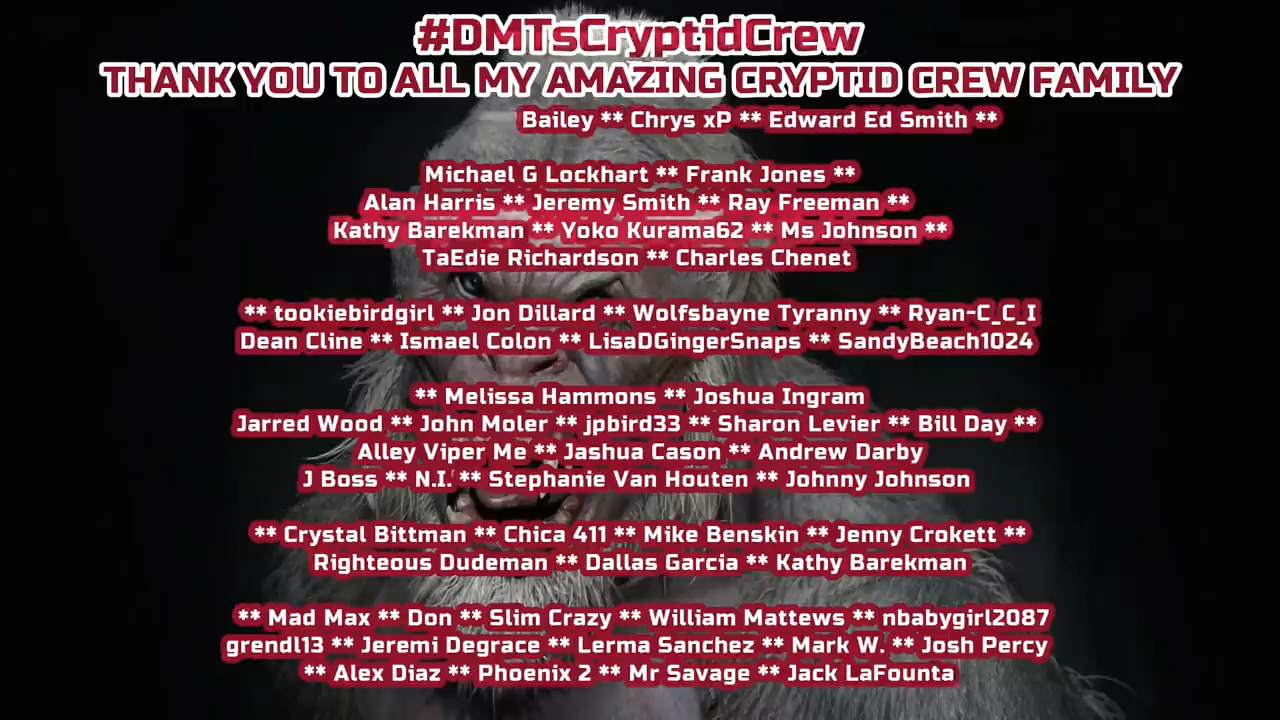 #DMTsCryptidCrew
THANK YOU TO ALL MY AMAZING CRYPTID CREW FAMILY
Bailey ** Chrys xP ** Edward Ed Smith **
Michael G Lockhart ** Frank Jones **
Alan Harris ** Jeremy Smith ** Ray Freeman **
Kathy Barekman ** Yoko Kurama62 ** Ms Johnson **
TaEdie Richardson ** Charles Chenet
** tookiebirdgirl ** Jon Dillard ** Wolfsbayne Tyranny ** Ryan-C_C_I
Dean Cline ** Ismael Colon ** LisaDGingerSnaps ** SandyBeach1024
** Melissa Hammons ** Joshua Ingram
Jarred Wood ** John Moler ** jpbird33 ** Sharon Levier ** Bill Day **
Alley Viper Me ** Jashua Cason ** Andrew Darby
J Boss ** N.I. ** Stephanie Van Houten ** Johnny Johnson
** Crystal Bittman ** Chica 411 ** Mike Benskin ** Jenny Crokett **
Righteous Dudeman ** Dallas Garcia ** Kathy Barekman
** Mad Max ** Don ** Slim Crazy ** William Mattews ** nbabygirl2087
grendl13 ** Jeremi Degrace ** Lerma Sanchez ** Mark W. ** Josh Percy
** Alex Diaz ** Phoenix 2 ** Mr Savage ** Jack LaFounta